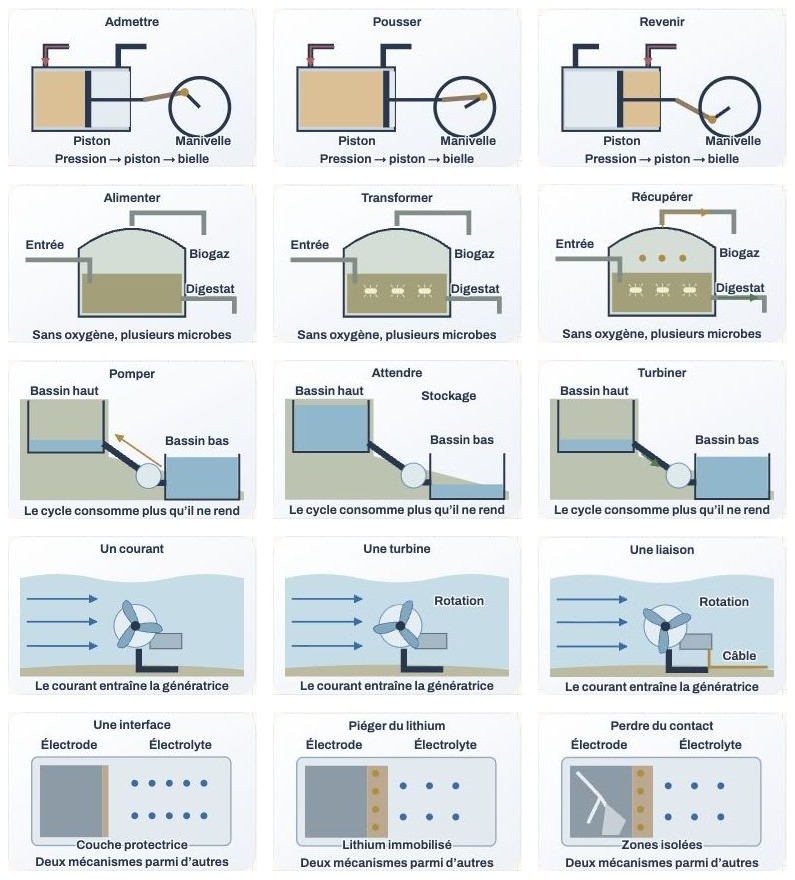 Admettre
Piston
Manivelle
Pression → piston → bielle
Pousser
Piston
Manivelle
Pression → piston → bielle
Revenir
Piston
Manivelle
Pression → piston → bielle
Alimenter
Entrée
Biogaz
Digestat
Sans oxygène, plusieurs microbes
Transformer
Entrée
Biogaz
Digestat
Sans oxygène, plusieurs microbes
Récupérer
Entrée
Biogaz
Digestat
Sans oxygène, plusieurs microbes
Pomper
Bassin haut
Bassin bas
Le cycle consomme plus qu’il ne rend
Attendre
Bassin haut
Stockage
Bassin bas
Le cycle consomme plus qu’il ne rend
Turbiner
Bassin haut
Bassin bas
Le cycle consomme plus qu’il ne rend
Un courant
Le courant entraîne la génératrice
Une turbine
Rotation
Le courant entraîne la génératrice
Une liaison
Rotation
Câble
Le courant entraîne la génératrice
Une interface
Électrode
Électrolyte
Couche protectrice
Deux mécanismes parmi d’autres
Piéger du lithium
Électrode
Électrolyte
Lithium immobilisé
Deux mécanismes parmi d’autres
Perdre du contact
Électrode
Électrolyte
Zones isolées
Deux mécanismes parmi d’autres